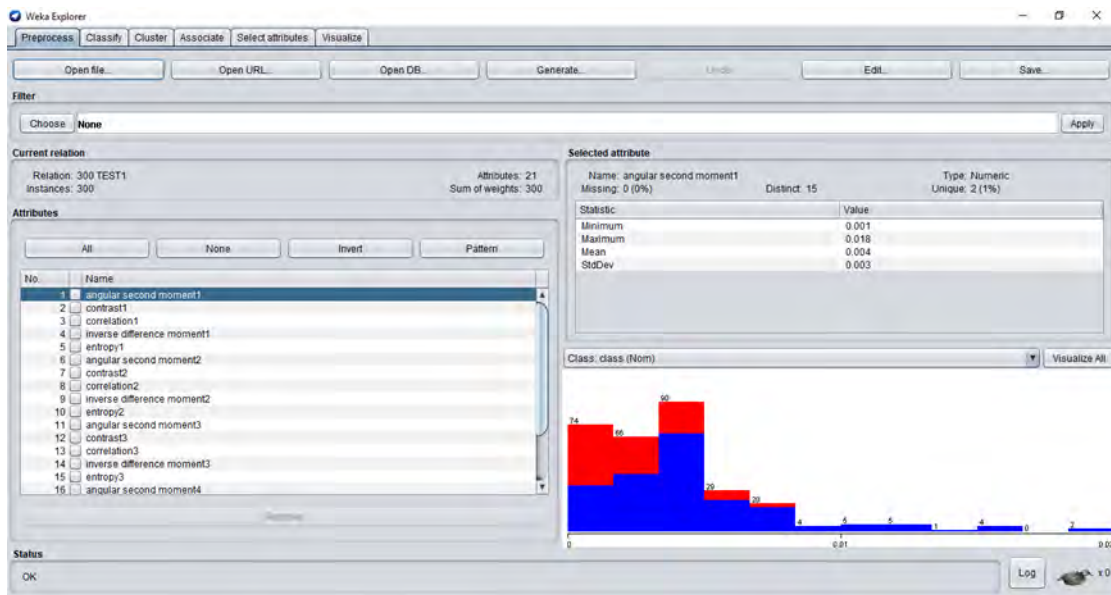 Weka Explorer
Preprocess Classify Cluster Associate Select attributes Visualize
Open file... Open URL... Open DB... Generate... Undo Edit... Save...
Filter
Choose None Apply
Current relation
Relation: 300 TEST1 Attributes: 21
Instances: 300 Sum of weights: 300
Attributes
All None Invert Pattern
No. Name
1 angular second moment1
2 contrast1
3 correlation1
4 inverse difference moment1
5 entropy1
6 angular second moment2
7 contrast2
8 correlation2
9 inverse difference moment2
10 entropy2
11 angular second moment3
12 contrast3
13 correlation3
14 inverse difference moment3
15 entropy3
16 angular second moment4
Remove
Selected attribute
Name: angular second moment1 Type: Numeric
Missing: 0 (0%) Distinct: 15 Unique: 2 (1%)
Statistic Value
Minimum 0.001
Maximum 0.018
Mean 0.004
StdDev 0.003
Class: class (Nom) Visualize All
90
74
66
29
20
4 5 5 1 4 0 2
0 0.01
Status
OK
Log x 0